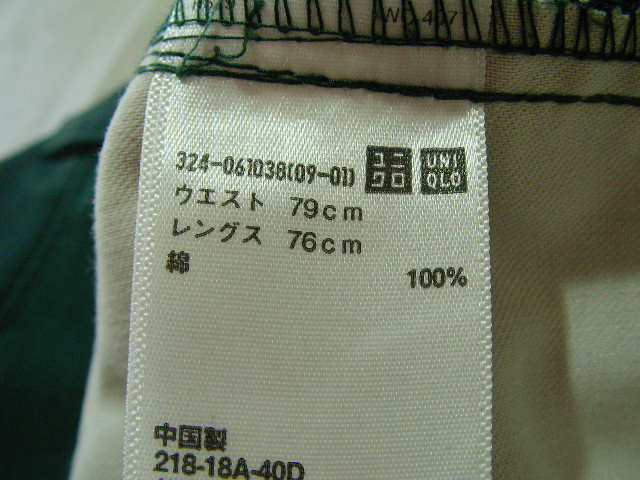 324-061038(09-01) ユニクロ UNIQLO
ウエスト 79cm
レングス 76cm
綿 100%
中国製
218-18A-40D